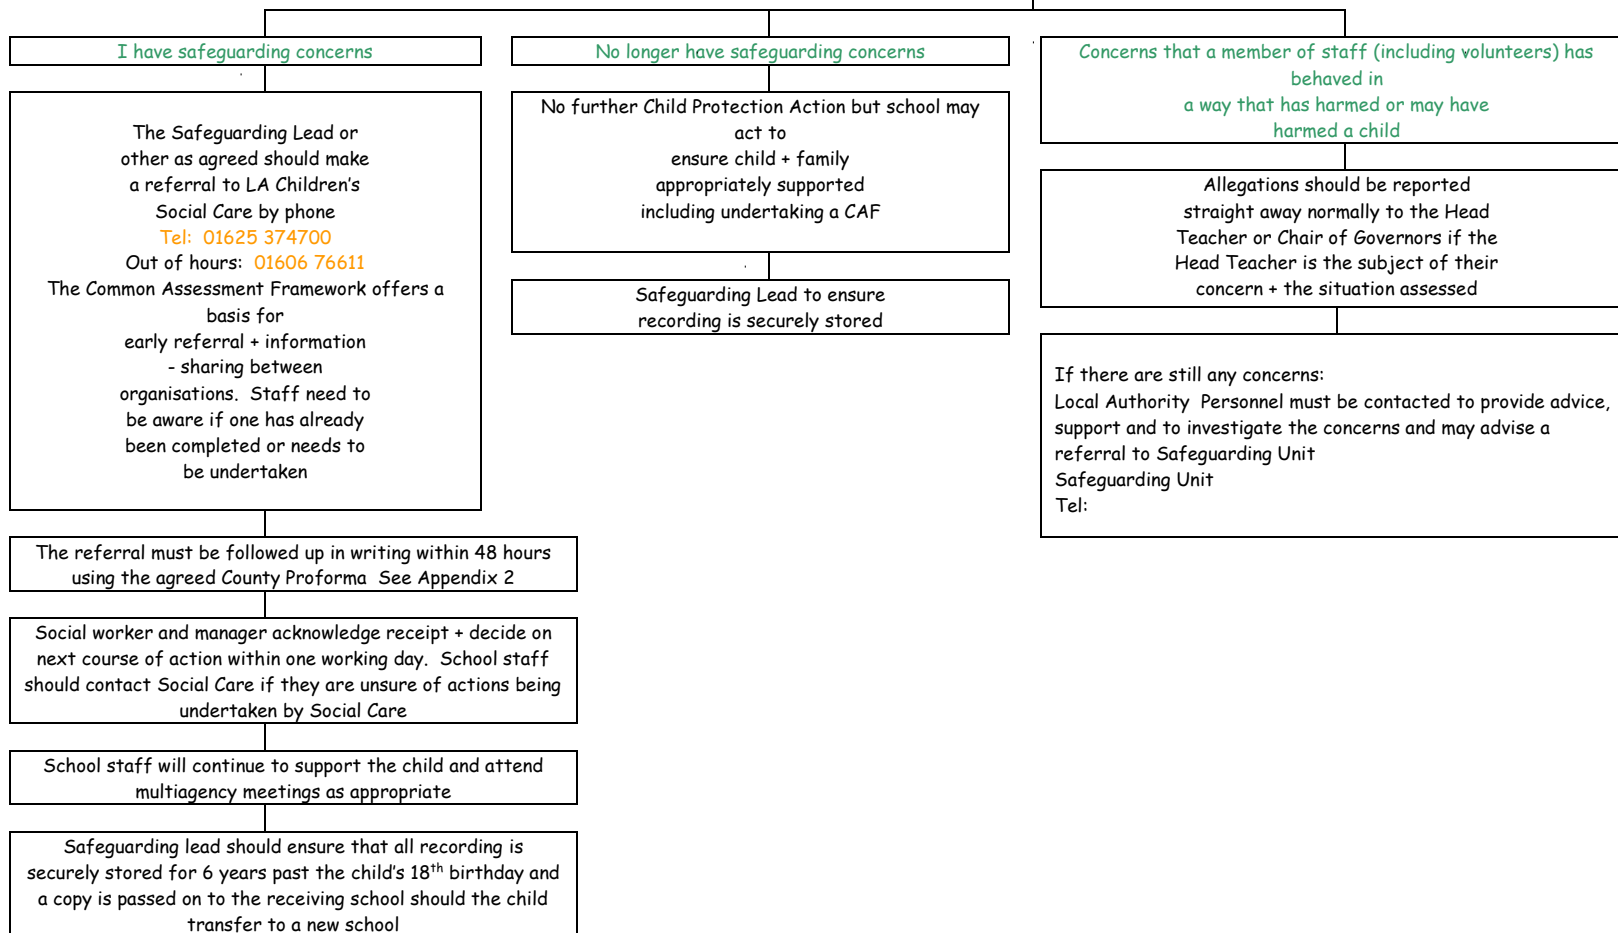 I have safeguarding concerns
The Safeguarding Lead or
other as agreed should make
a referral to LA Children's
Social Care by phone
Tel:  01625 374700
Out of hours:  01606 76611
The Common Assessment Framework offers a
basis for
early referral + information
- sharing between
organisations.  Staff need to
be aware if one has already
been completed or needs to
be undertaken
The referral must be followed up in writing within 48 hours
using the agreed County Proforma  See Appendix 2
Social worker and manager acknowledge receipt + decide on
next course of action within one working day.  School staff
should contact Social Care if they are unsure of actions being
undertaken by Social Care
School staff will continue to support the child and attend
multiagency meetings as appropriate
Safeguarding lead should ensure that all recording is
securely stored for 6 years past the child's 18th birthday and
a copy is passed on to the receiving school should the child
transfer to a new school
No longer have safeguarding concerns
No further Child Protection Action but school may
act to
ensure child + family
appropriately supported
including undertaking a CAF
Safeguarding Lead to ensure
recording is securely stored
Concerns that a member of staff (including volunteers) has
behaved in
a way that has harmed or may have
harmed a child
Allegations should be reported
straight away normally to the Head
Teacher or Chair of Governors if the
Head Teacher is the subject of their
concern + the situation assessed
If there are still any concerns:
Local Authority  Personnel must be contacted to provide advice,
support and to investigate the concerns and may advise a
referral to Safeguarding Unit
Safeguarding Unit
Tel: